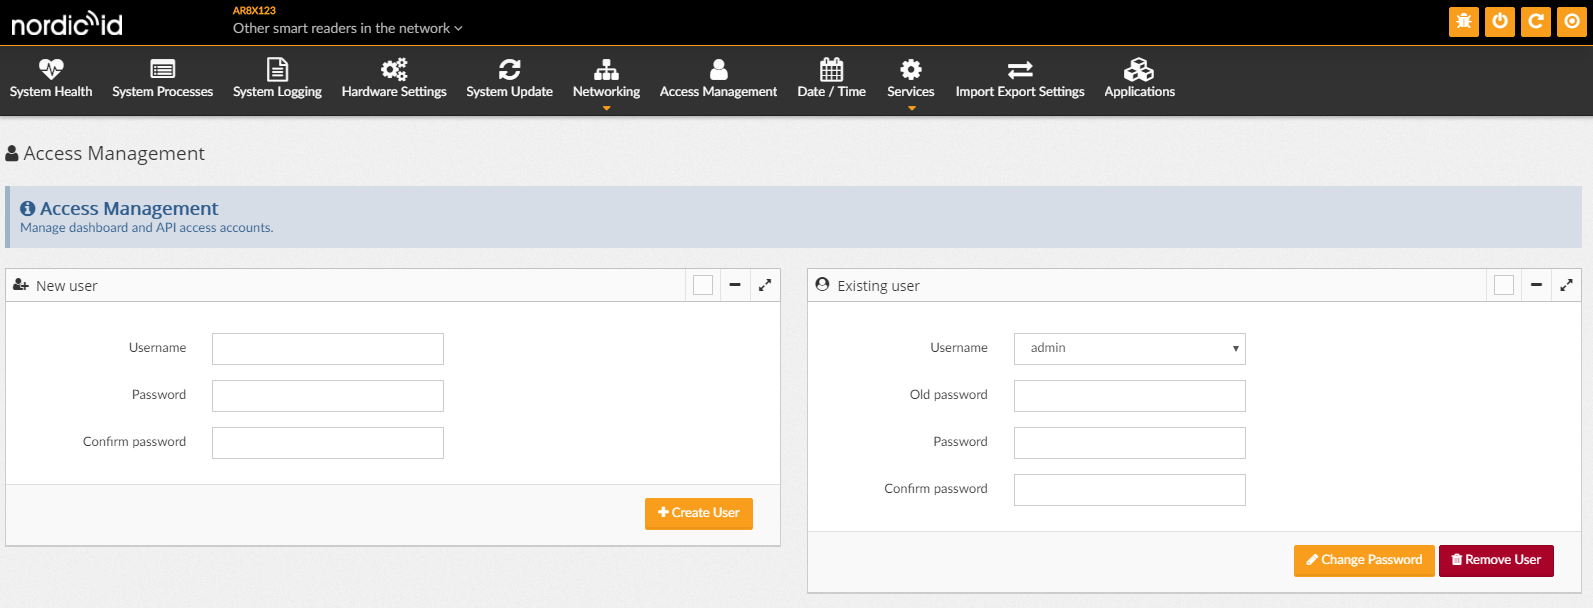 nordic id
AR8X123
Other smart readers in the network
System Health
System Processes
System Logging
Hardware Settings
System Update
Networking
Access Management
Date / Time
Services
Import Export Settings
Applications
Access Management
Access Management
Manage dashboard and API access accounts.
New user
Username
Password
Confirm password
Create User
Existing user
Username admin
Old password
Password
Confirm password
Change Password
Remove User